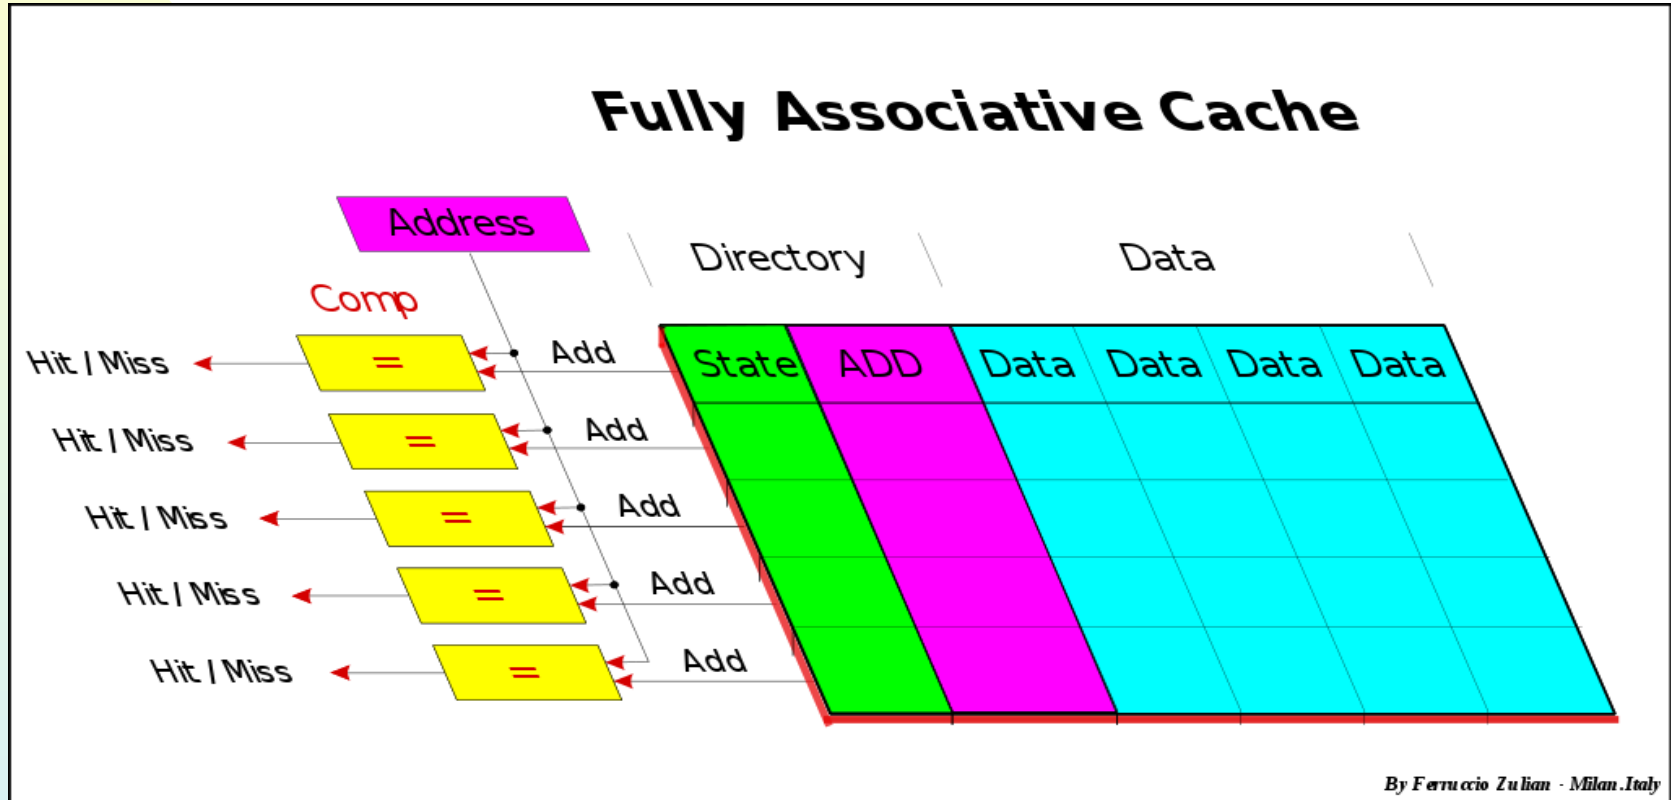 Fully Associative Cache
Address
Directory
Data
Comp
Hit / Miss
=
Add
State
ADD
Data
Data
Data
Data
Hit / Miss
=
Add
Hit / Miss
=
Add
Hit / Miss
=
Add
Hit / Miss
=
Add
By Ferruccio Zulian - Milan.Italy